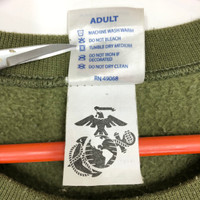 ADULT
MACHINE WASH WARM
DO NOT BLEACH
TUMBLE DRY MEDIUM
DO NOT IRON IF
DECORATED
DO NOT DRY CLEAN
RN 43068